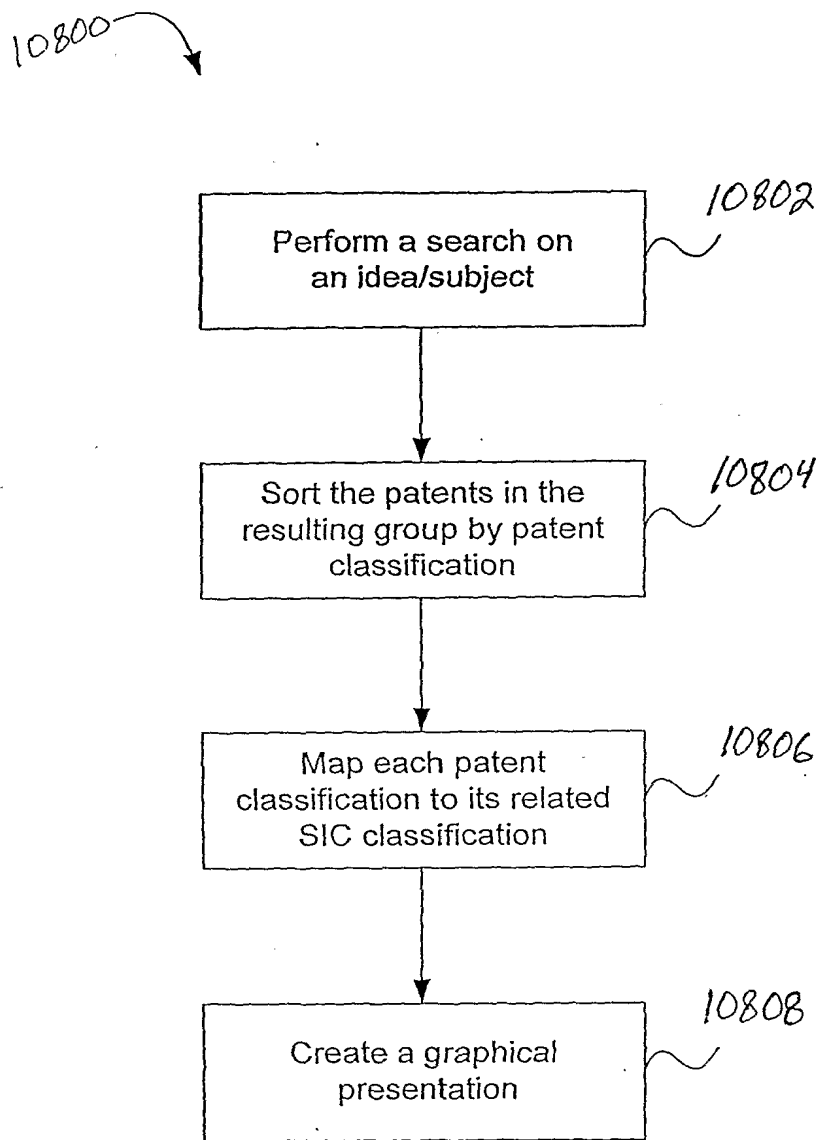 10800
10802
Perform a search on
an idea/subject
10804
Sort the patents in the
resulting group by patent
classification
10806
Map each patent
classification to its related
SIC classification
10808
Create a graphical
presentation